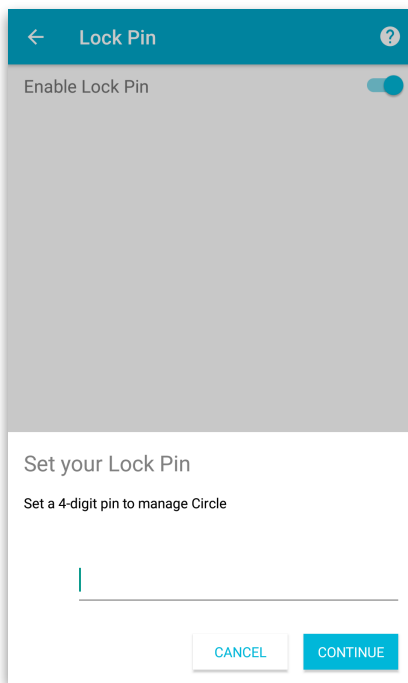 Lock Pin
Enable Lock Pin
Set your Lock Pin
Set a 4-digit pin to manage Circle
CANCEL CONTINUE